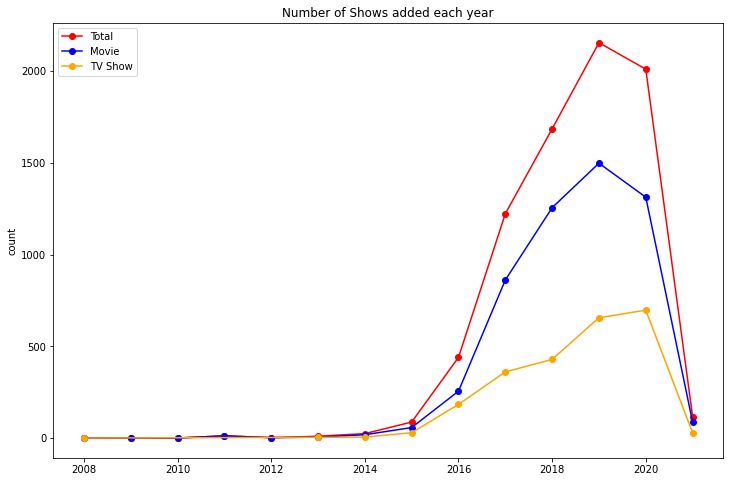 Number of Shows added each year
Total
Movie
TV Show
2000
1500
1000
500
0
count
2008
2010
2012
2014
2016
2018
2020